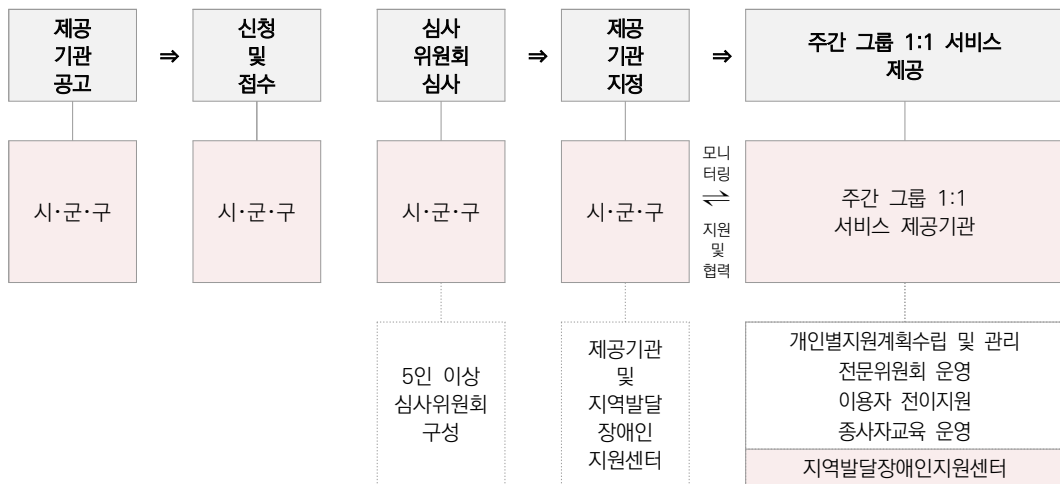 제공
기관
공고
⇒
신청
및
접수
심사
위원회
심사
⇒
제공
기관
지정
⇒
주간 그룹 1:1 서비스
제공
시·군·구
시·군·구
시·군·구
시·군·구
모니
터링
⇌
지원
및
협력
주간 그룹 1:1
서비스 제공기관
5인 이상
심사위원회
구성
제공기관
및
지역발달
장애인
지원센터
개인별지원계획수립 및 관리
전문위원회 운영
이용자 전이지원
종사자교육 운영
지역발달장애인지원센터